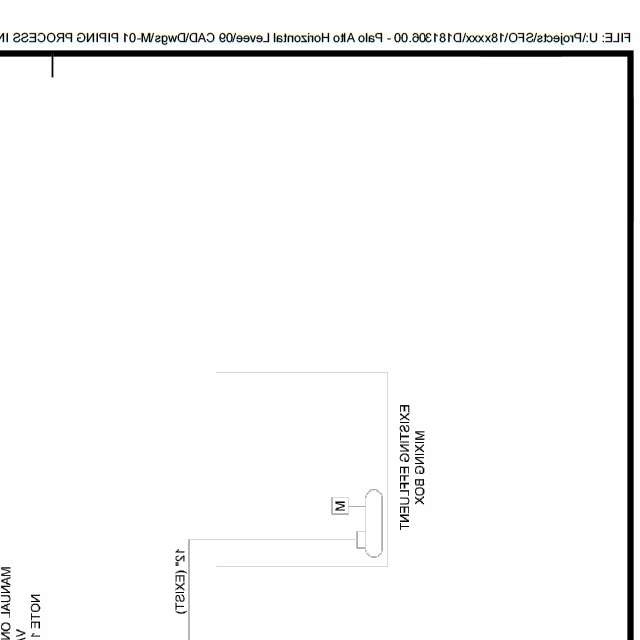 FILE: U:\Projects\SFO\18xxxx\D181306.00 - Palo Alto Horizontal Levee\09 CAD\Dwgs\M-01 PIPING PROCESS IN
EXISTING EFFLUENT
MIXING BOX
M
12" (EXIST)
NOTE 1
MANUAL ON